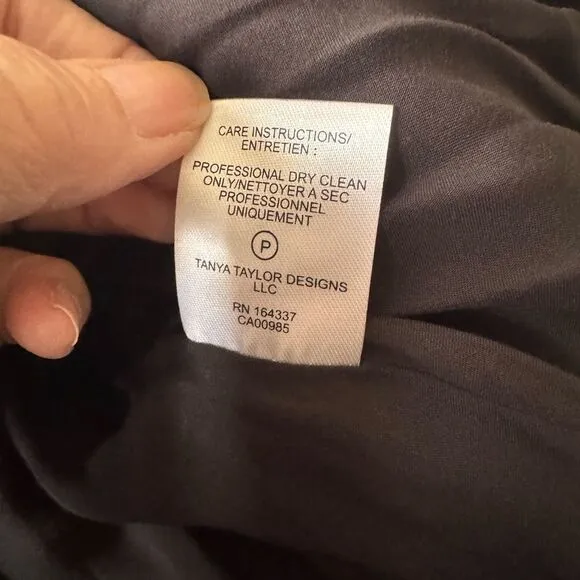 CARE INSTRUCTIONS/
ENTRETIEN :
PROFESSIONAL DRY CLEAN
ONLY/NETTOYER A SEC
PROFESSIONNEL
UNIQUEMENT
P
TANYA TAYLOR DESIGNS
LLC
RN 164337
CA00985